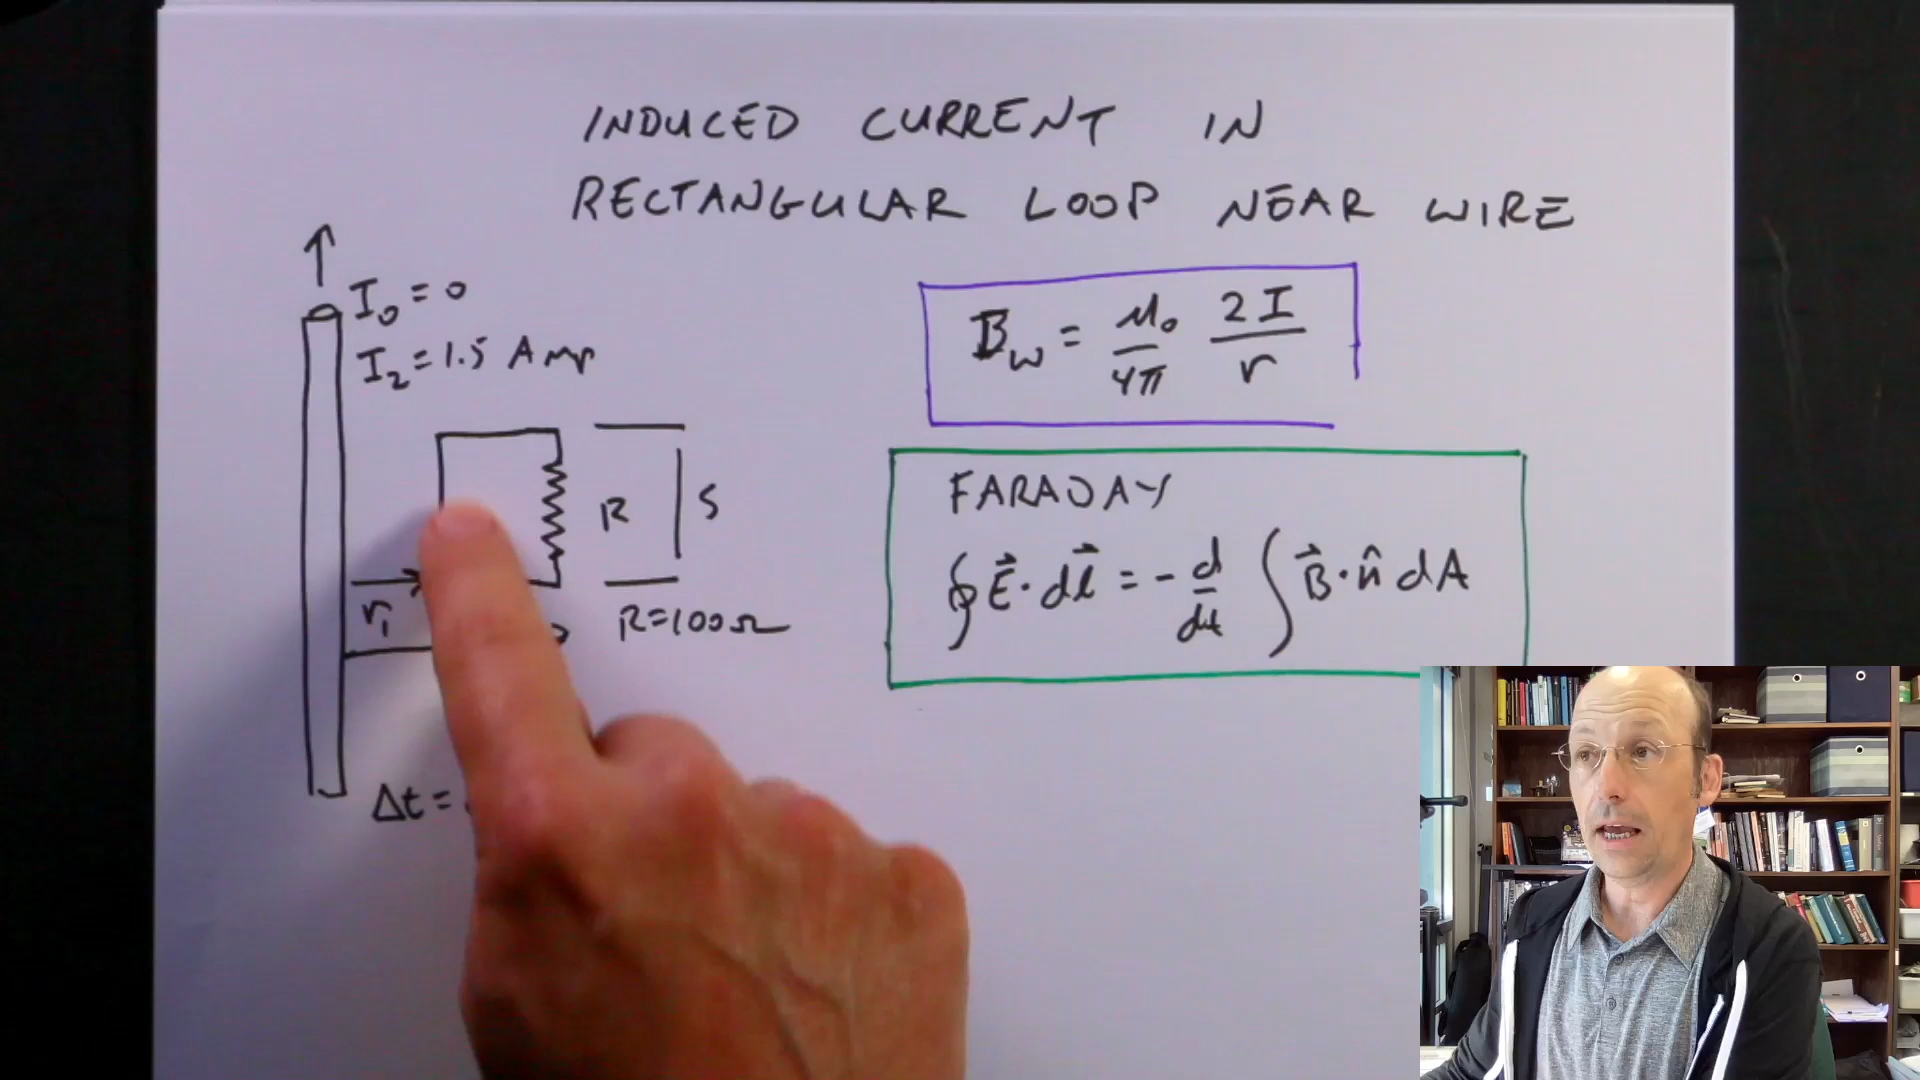 INDUCED CURRENT IN
RECTANGULAR LOOP NEAR WIRE
I₀ = 0
I₂ = 1.5 Amp
B_w = μ₀/4π 2I/r
R
S
r₁
R=100Ω
Δt =
FARADAY
∮ E⃗ · dl⃗ = - d/dt ∫ B⃗ · n̂ dA